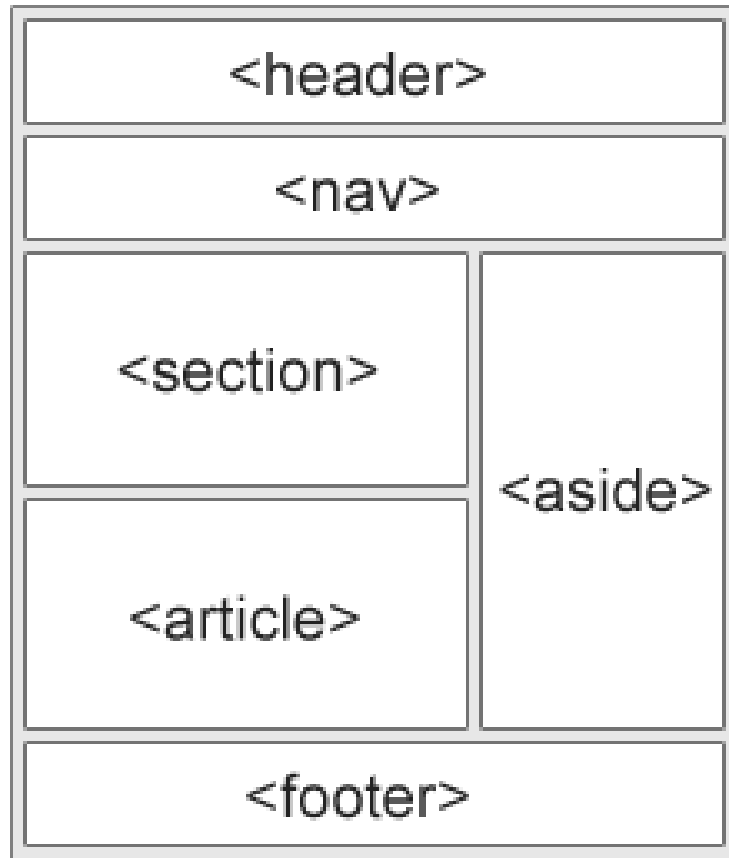 <header>
<nav>
<section>
<aside>
<article>
<footer>